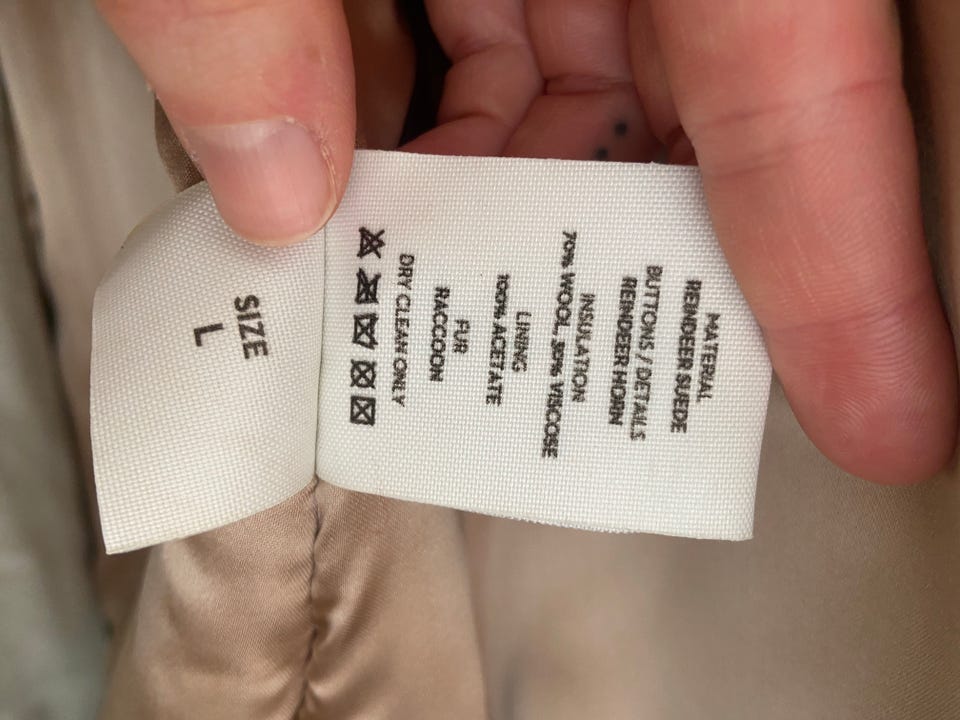 MATERIAL
REINDEER SUEDE
BUTTONS / DETAILS
REINDEER HORN
INSULATION
70% WOOL, 30% VISCOSE
LINING
100% ACETATE
FUR
RACCOON
DRY CLEAN ONLY
SIZE
L